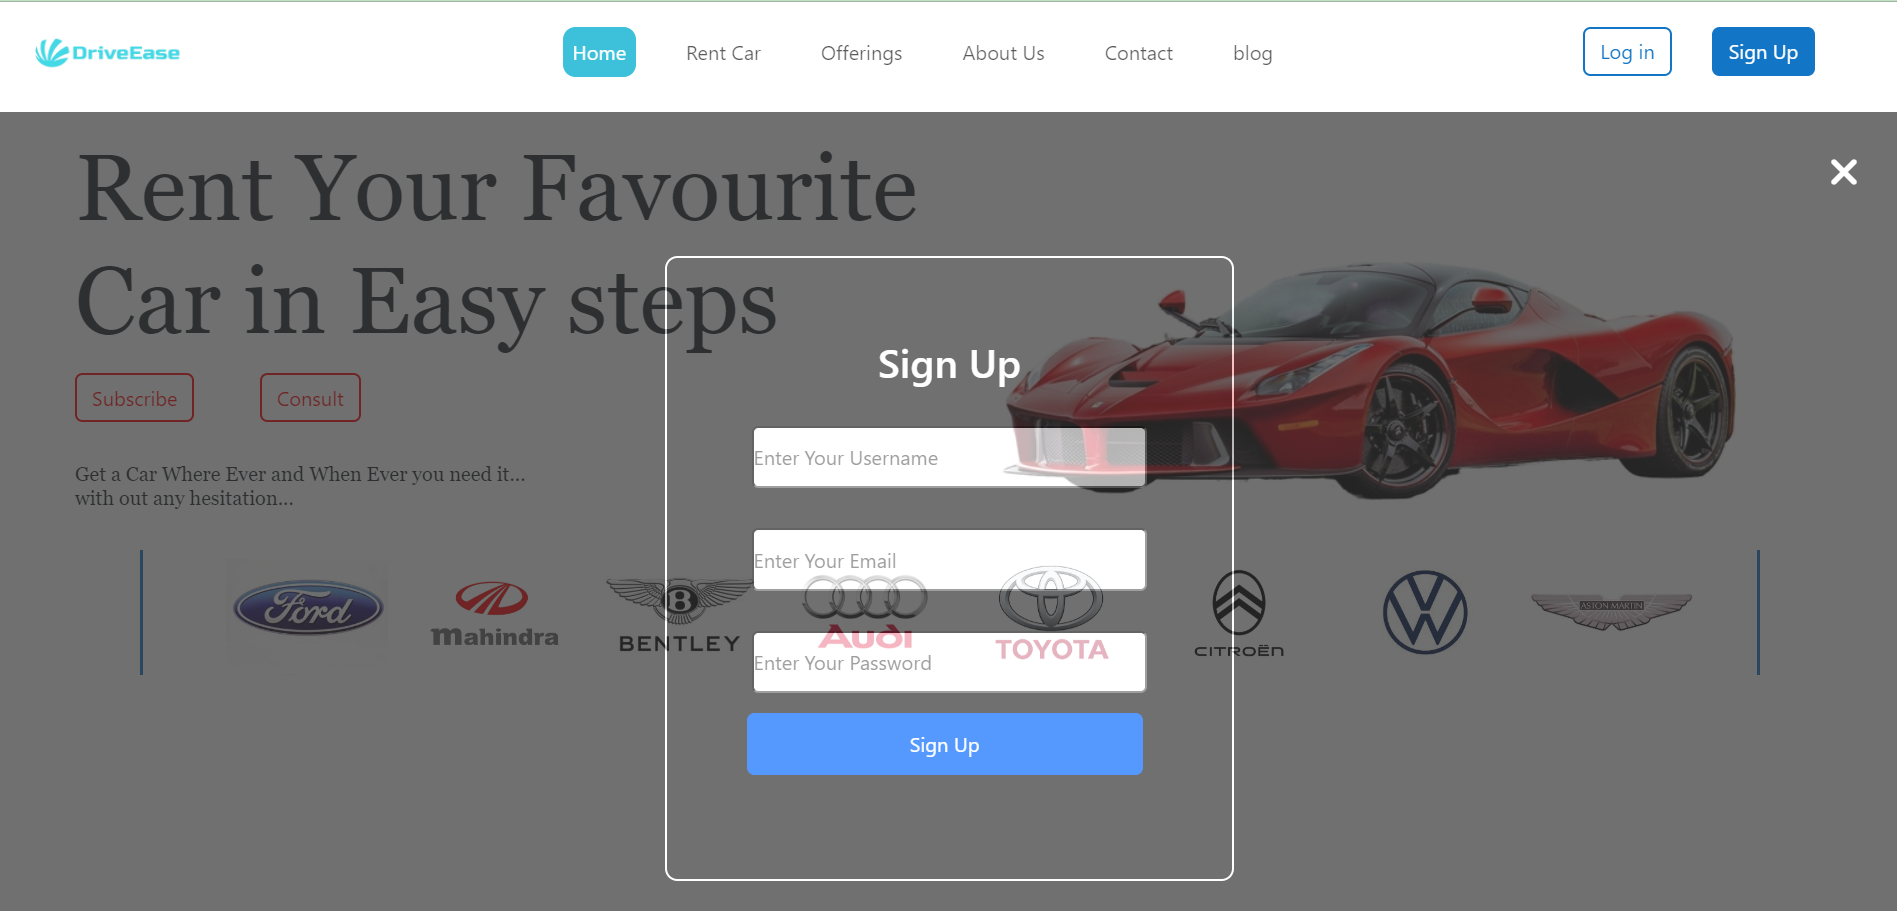 DriveEase
Home
Rent Car
Offerings
About Us
Contact
blog
Log in
Sign Up
Rent Your Favourite
Car in Easy steps
Subscribe
Consult
Get a Car Where Ever and When Ever you need it...
with out any hesitation...
Sign Up
Enter Your Username
Enter Your Email
Enter Your Password
Sign Up
Ford
mahindra
B
BENTLEY
Audi
TOYOTA
CITROËN
ASTON MARTIN